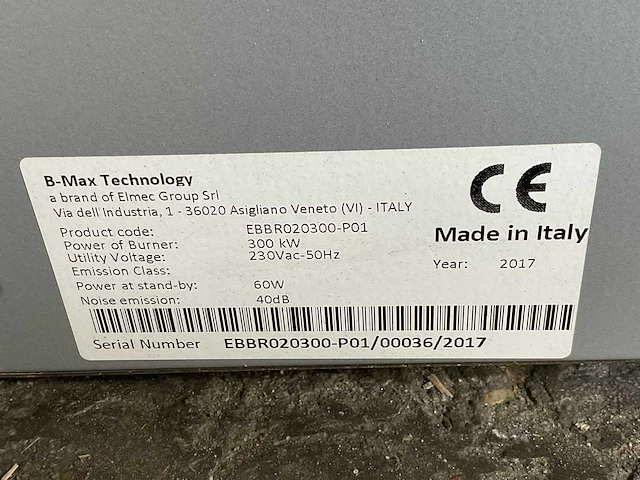 B-Max Technology
a brand of Elmec Group Srl
Via dell'Industria, 1 - 36020 Asigliano Veneto (VI) - ITALY
CE
Made in Italy
Product code: EBBR020300-P01
Power of Burner: 300 kW
Utility Voltage: 230Vac-50Hz
Year: 2017
Emission Class:
Power at stand-by: 60W
Noise emission: 40dB
Serial Number EBBR020300-P01/00036/2017